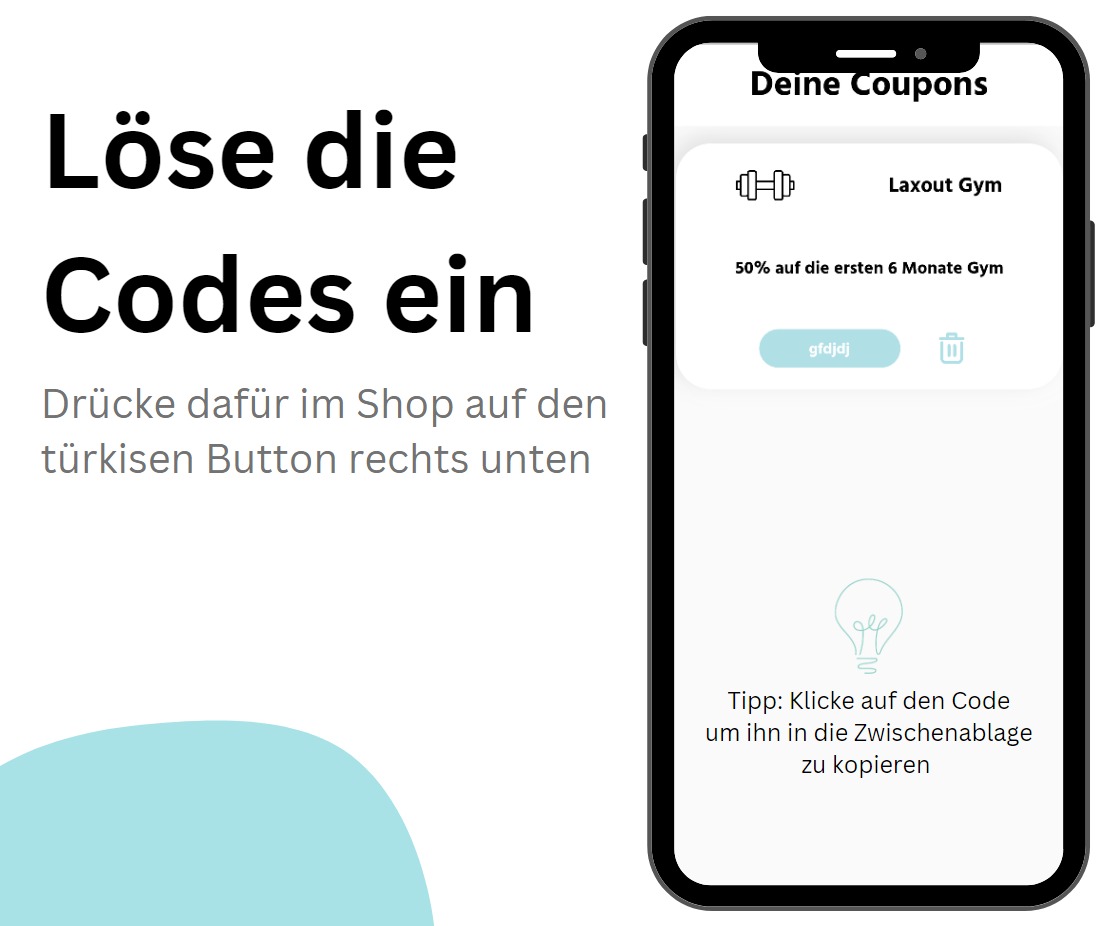 Löse die
Codes ein
Drücke dafür im Shop auf den
türkisen Button rechts unten
Deine Coupons
Laxout Gym
50% auf die ersten 6 Monate Gym
gfdjdj
Tipp: Klicke auf den Code
um ihn in die Zwischenablage
zu kopieren